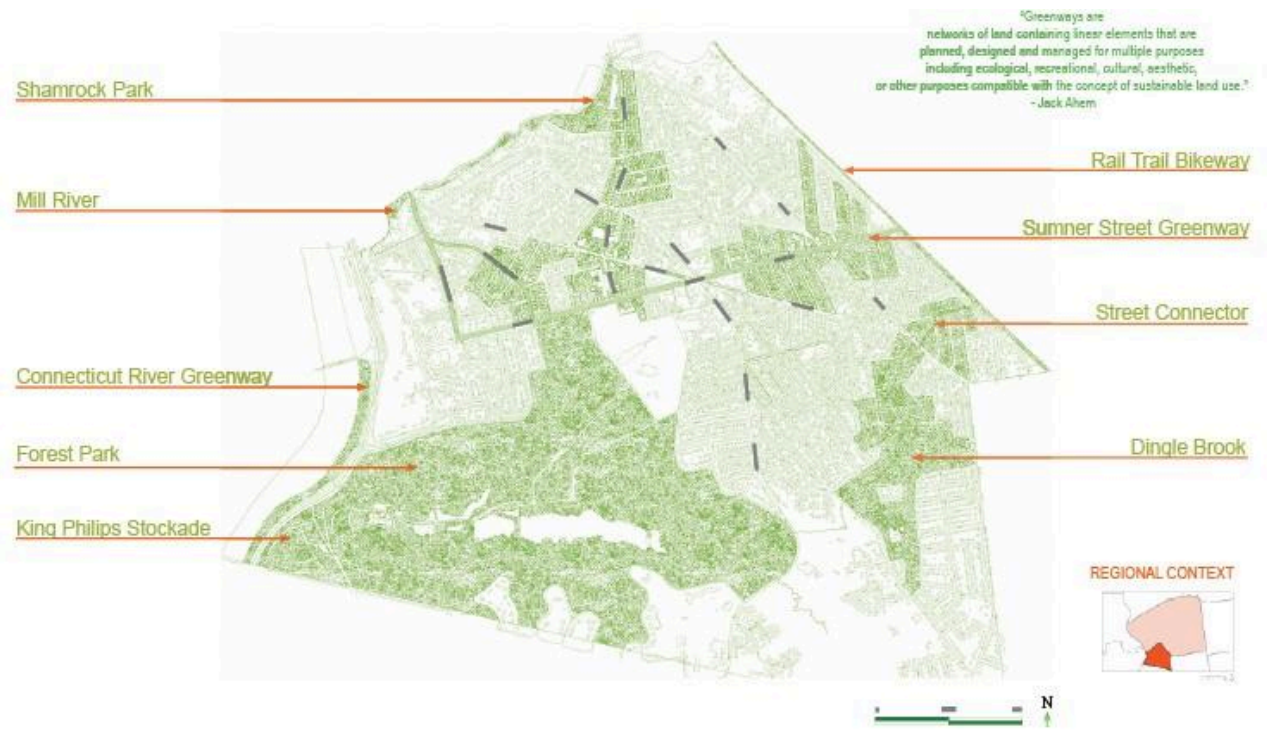 "Greenways are
networks of land containing linear elements that are
planned, designed and managed for multiple purposes
including ecological, recreational, cultural, aesthetic,
or other purposes compatible with the concept of sustainable land use."
- Jack Ahern
Shamrock Park
Mill River
Connecticut River Greenway
Forest Park
King Philips Stockade
Rail Trail Bikeway
Sumner Street Greenway
Street Connector
Dingle Brook
REGIONAL CONTEXT
N